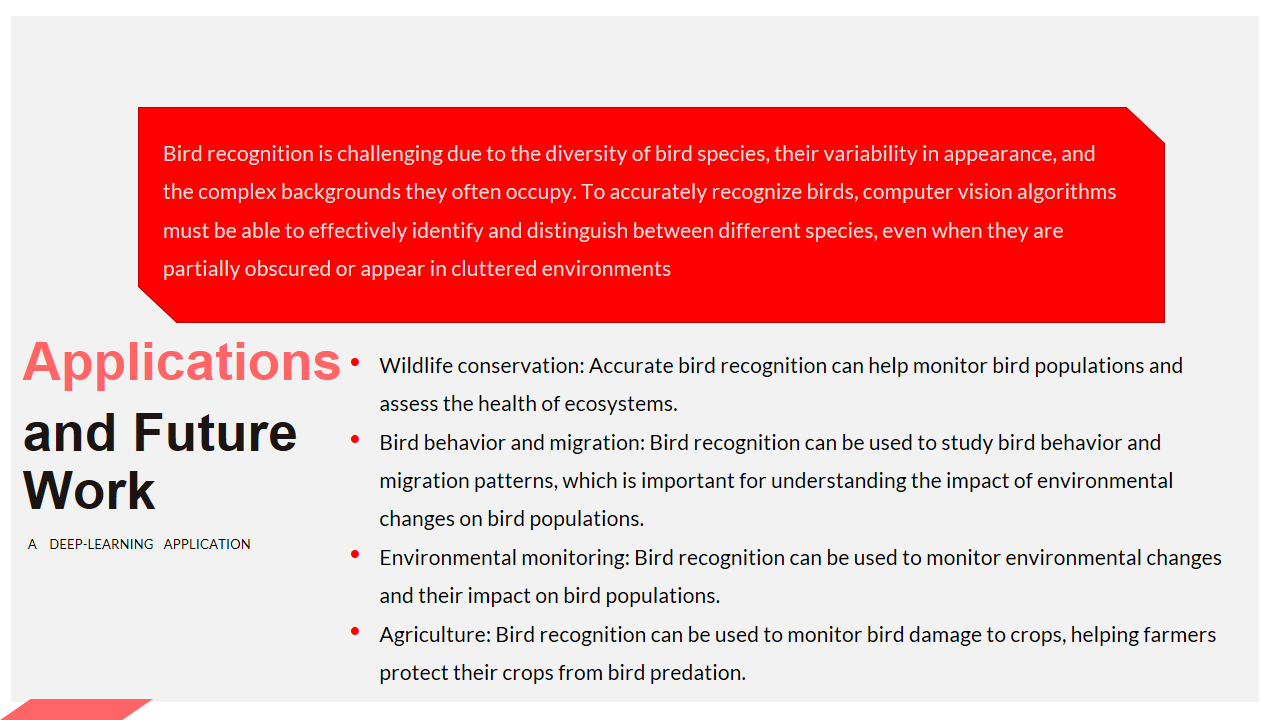 Bird recognition is challenging due to the diversity of bird species, their variability in appearance, and
the complex backgrounds they often occupy. To accurately recognize birds, computer vision algorithms
must be able to effectively identify and distinguish between different species, even when they are
partially obscured or appear in cluttered environments
Applications
and Future
Work
A DEEP-LEARNING APPLICATION
• Wildlife conservation: Accurate bird recognition can help monitor bird populations and
assess the health of ecosystems.
• Bird behavior and migration: Bird recognition can be used to study bird behavior and
migration patterns, which is important for understanding the impact of environmental
changes on bird populations.
• Environmental monitoring: Bird recognition can be used to monitor environmental changes
and their impact on bird populations.
• Agriculture: Bird recognition can be used to monitor bird damage to crops, helping farmers
protect their crops from bird predation.